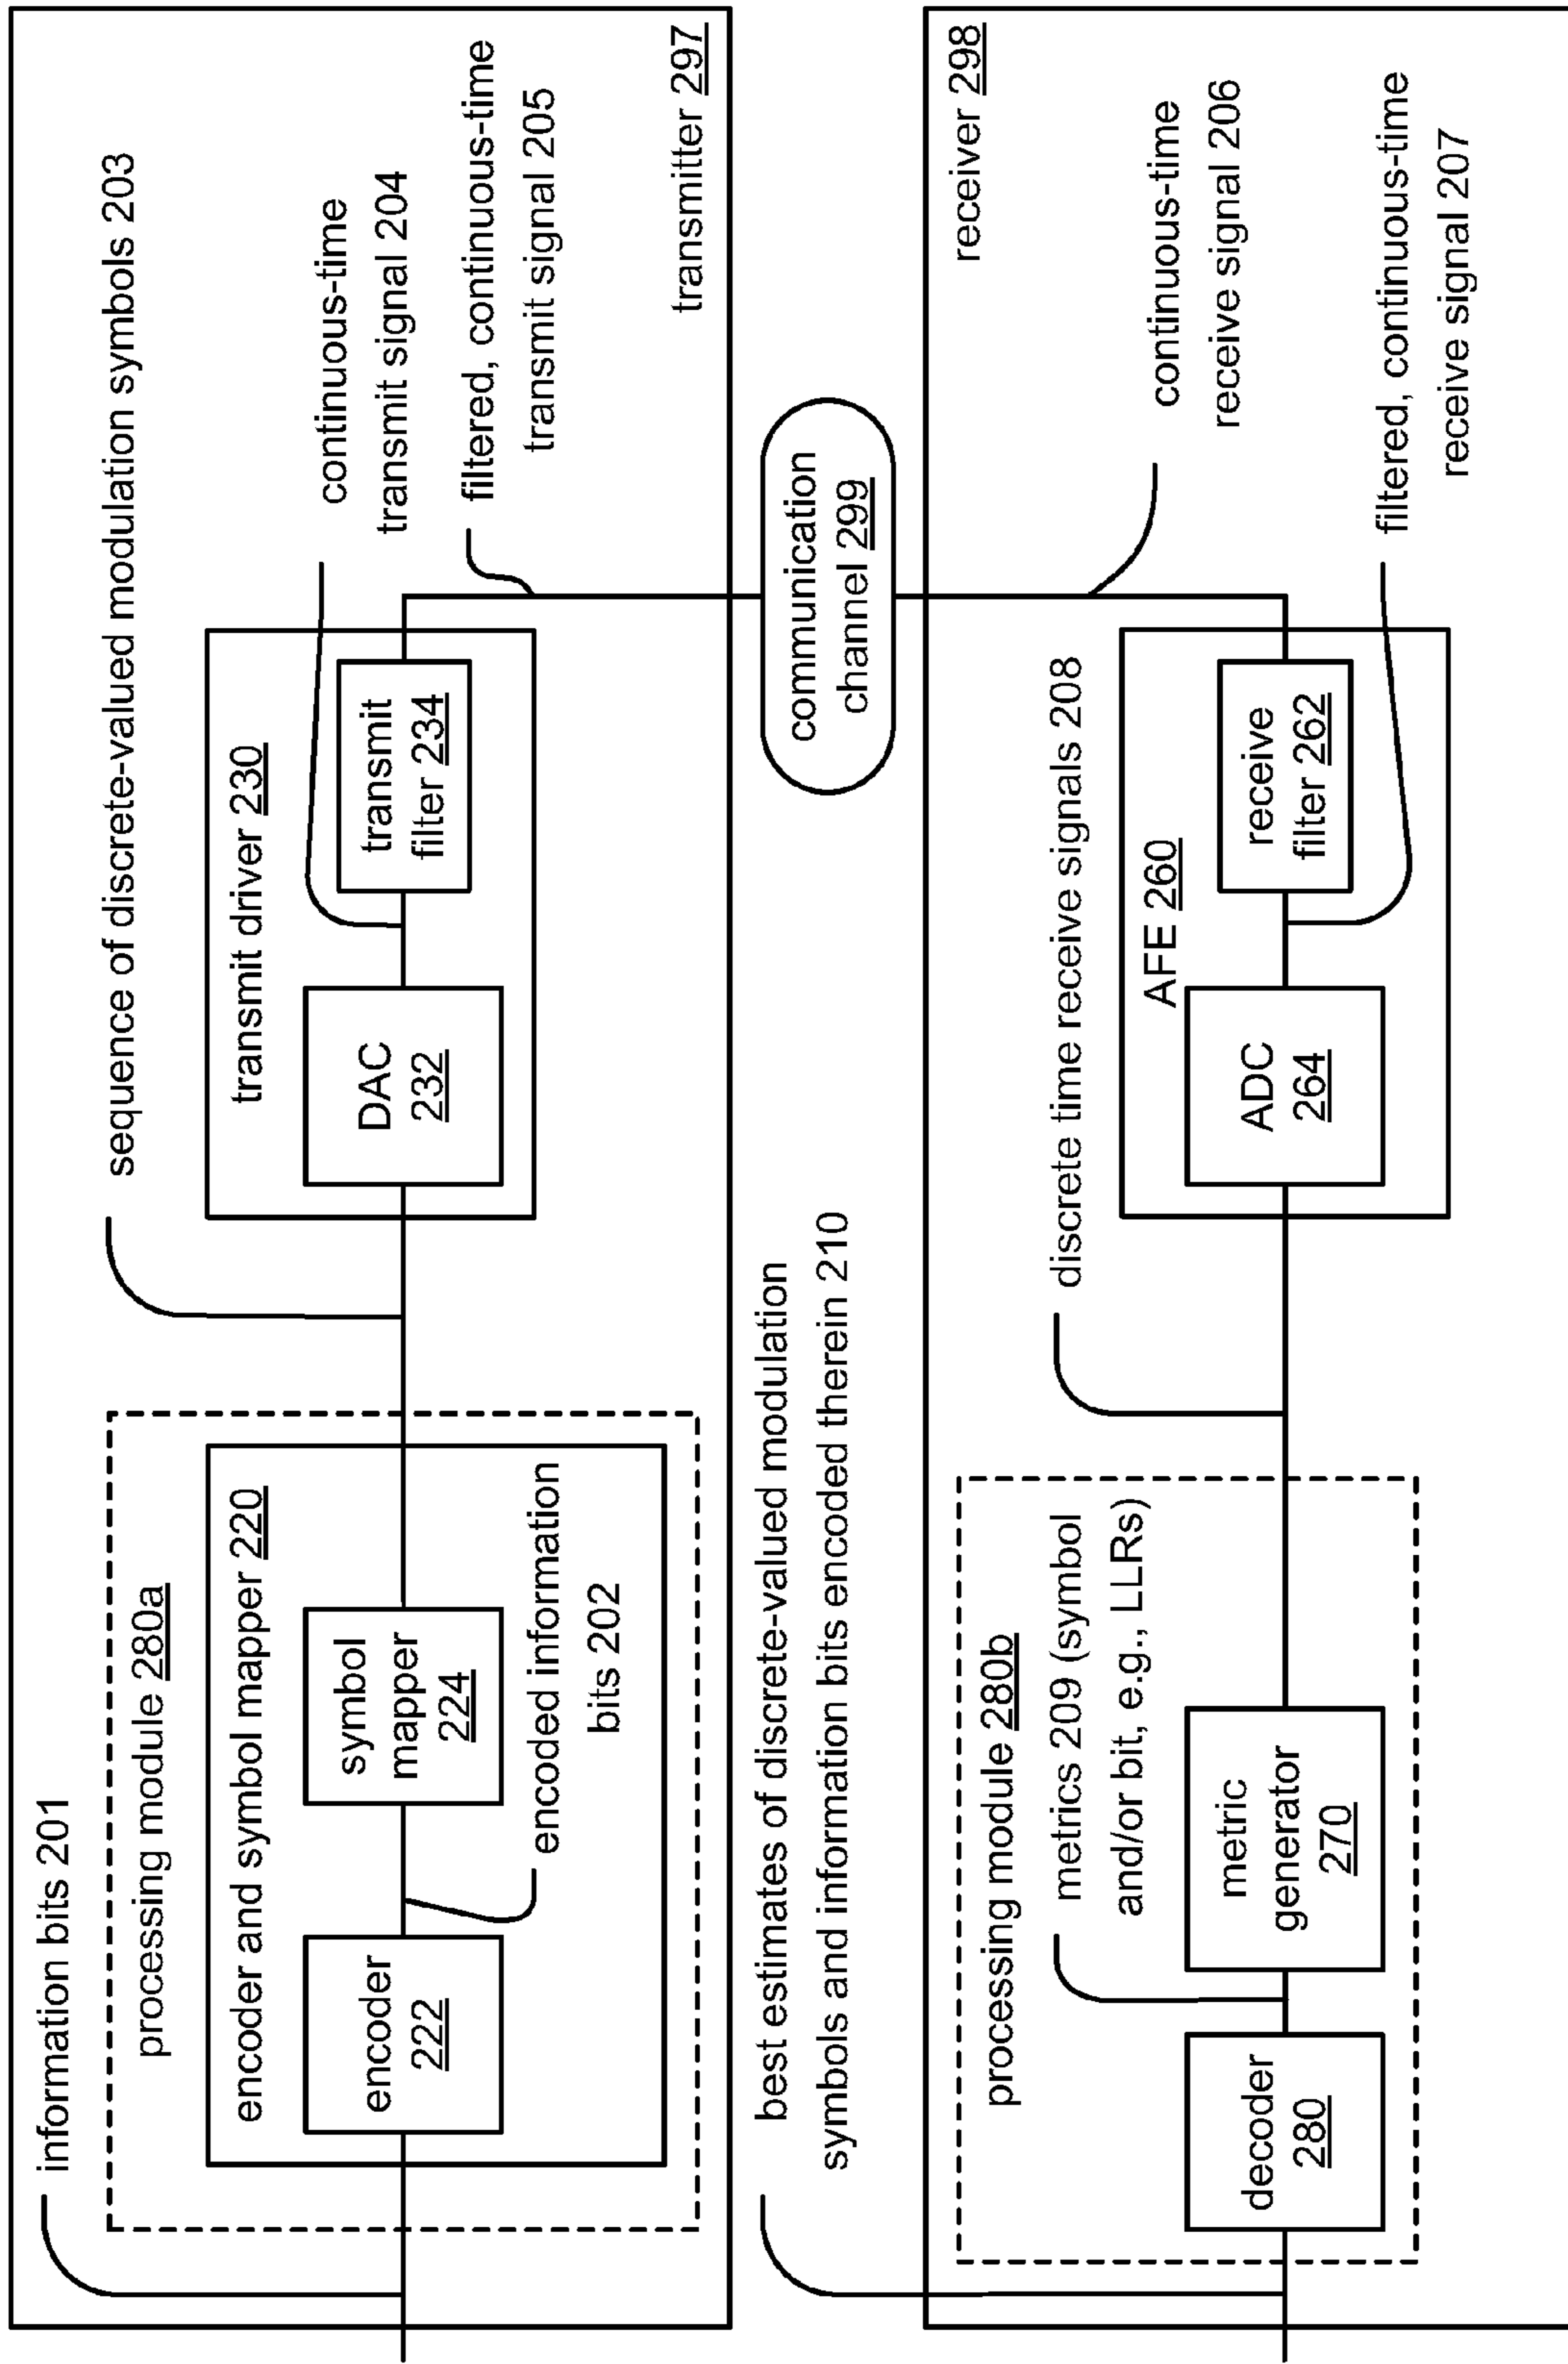 information bits 201
processing module 280a
encoder and symbol mapper 220
encoder
222
symbol
mapper
224
encoded information
bits 202
sequence of discrete-valued modulation symbols 203
transmit driver 230
DAC
232
transmit
filter 234
continuous-time
transmit signal 204
filtered, continuous-time
transmit signal 205
transmitter 297
communication
channel 299
best estimates of discrete-valued modulation
symbols and information bits encoded therein 210
receiver 298
continuous-time
receive signal 206
filtered, continuous-time
receive signal 207
discrete time receive signals 208
AFE 260
receive
filter 262
ADC
264
processing module 280b
metrics 209 (symbol
and/or bit, e.g., LLRs)
metric
generator
270
decoder
280